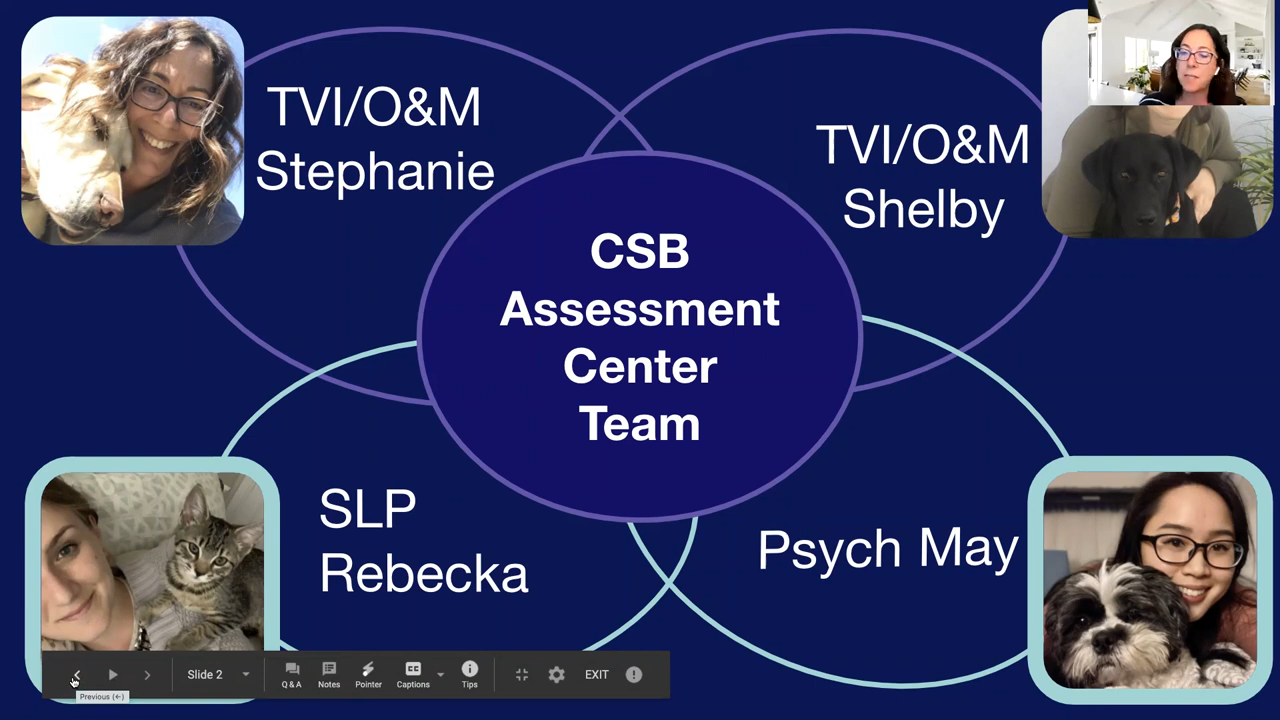 TVI/O&M
Stephanie
TVI/O&M
Shelby
CSB
Assessment
Center
Team
SLP
Rebecka
Psych May
Slide 2
Q & A
Notes
Pointer
CC
Captions
Tips
EXIT
Previous (←)